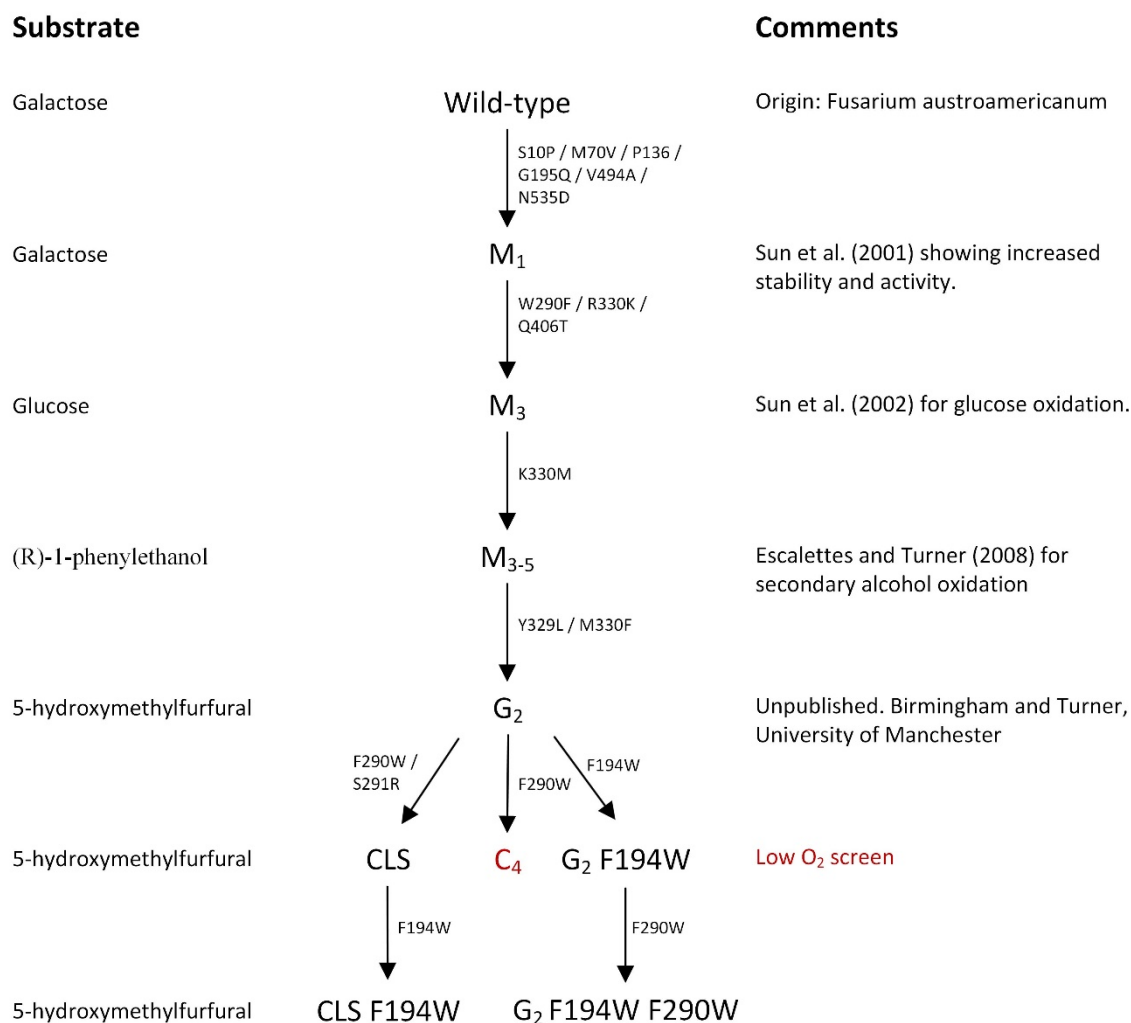 Substrate
Comments
Galactose
Wild-type
Origin: Fusarium austroamericanum
S10P / M70V / P136 /
G195Q / V494A /
N535D
Galactose
M₁
Sun et al. (2001) showing increased
stability and activity.
W290F / R330K /
Q406T
Glucose
M₃
Sun et al. (2002) for glucose oxidation.
K330M
(R)-1-phenylethanol
M₃₋₅
Escalettes and Turner (2008) for
secondary alcohol oxidation
Y329L / M330F
5-hydroxymethylfurfural
G₂
Unpublished. Birmingham and Turner,
University of Manchester
F290W /
S291R
F290W
F194W
5-hydroxymethylfurfural
CLS
C₄
G₂ F194W
Low O₂ screen
F194W
F290W
5-hydroxymethylfurfural
CLS F194W
G₂ F194W F290W